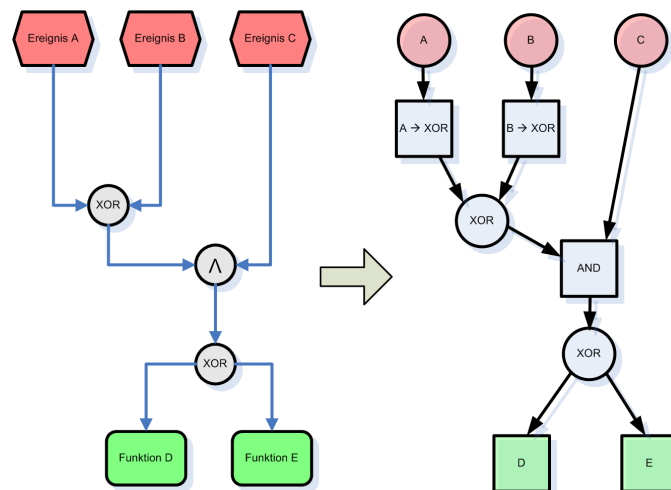 Ereignis A
Ereignis B
Ereignis C
XOR
Λ
XOR
Funktion D
Funktion E
A
B
C
A → XOR
B → XOR
XOR
AND
XOR
D
E